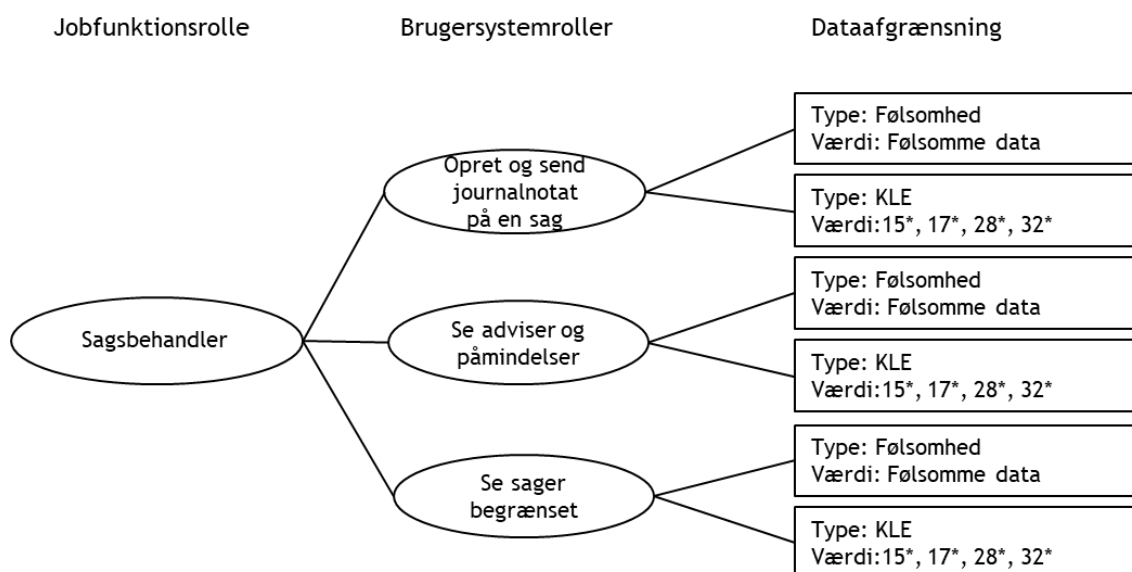 Jobfunktionsrolle
Brugersystemroller
Dataafgrænsning
Type: Følsomhed
Værdi: Følsomme data
Opret og send
journalnotat
på en sag
Type: KLE
Værdi:15*, 17*, 28*, 32*
Type: Følsomhed
Værdi: Følsomme data
Sagsbehandler
Se adviser og
påmindelser
Type: KLE
Værdi:15*, 17*, 28*, 32*
Type: Følsomhed
Værdi: Følsomme data
Se sager
begrænset
Type: KLE
Værdi:15*, 17*, 28*, 32*